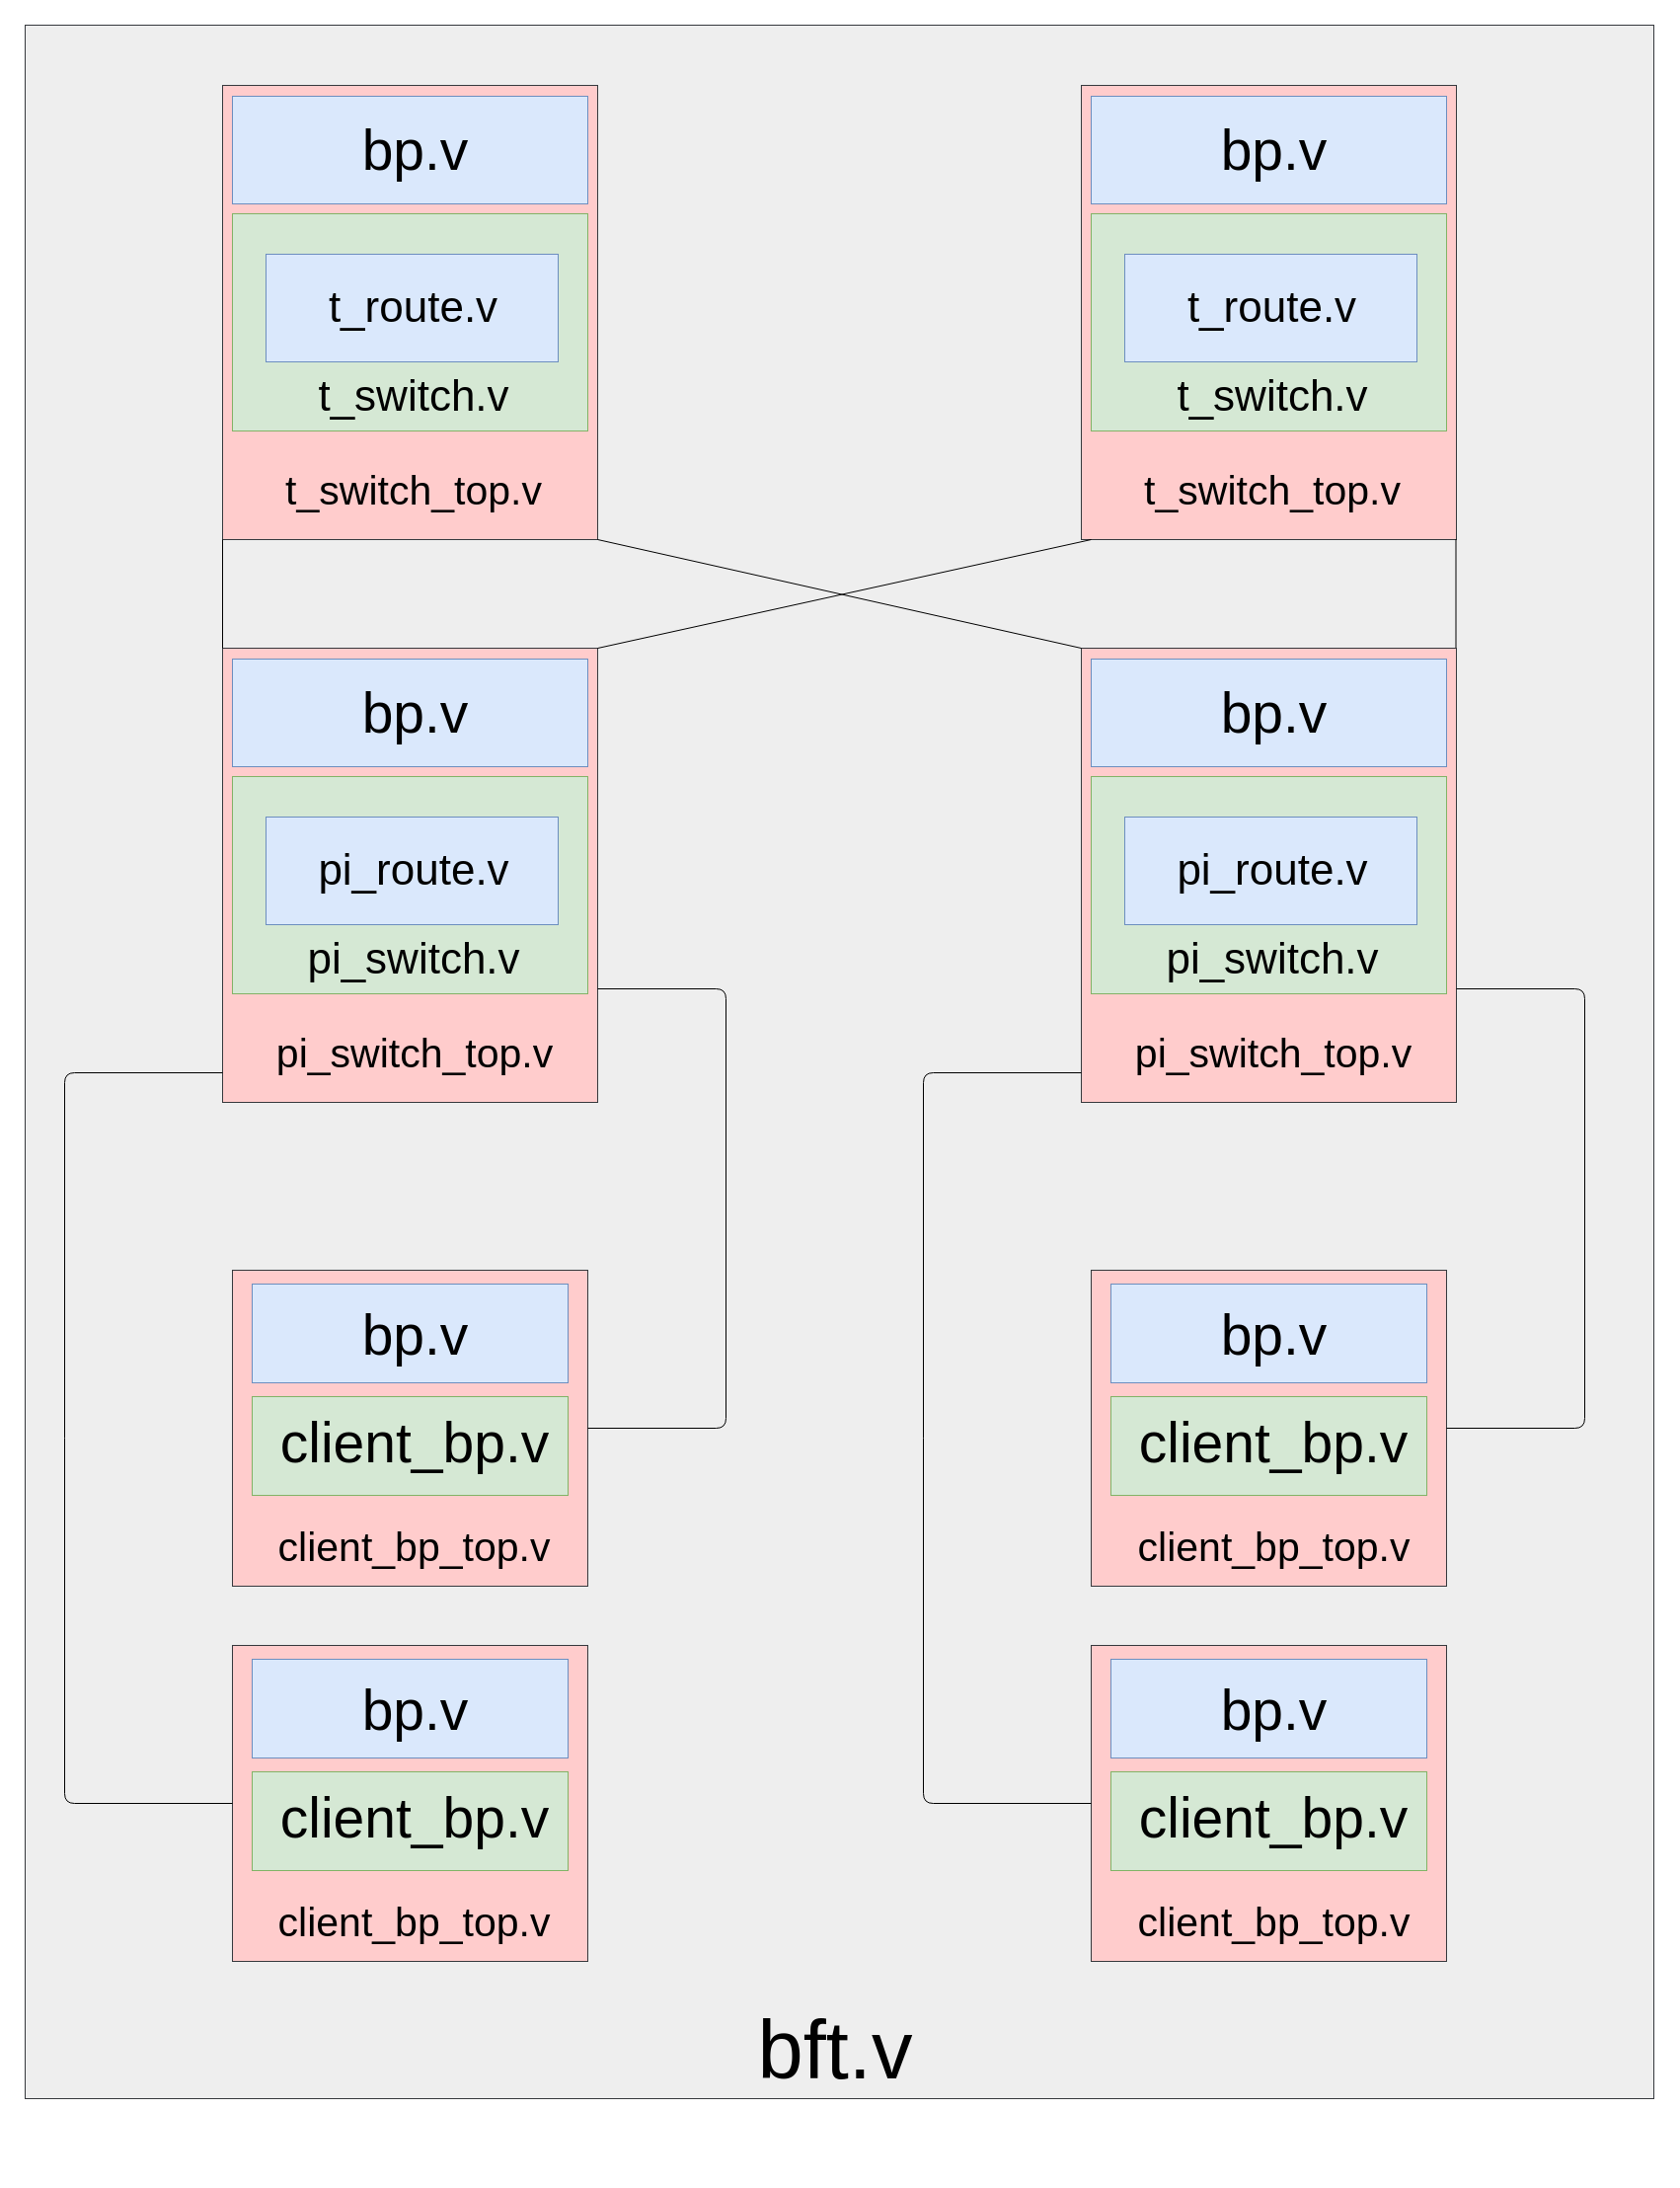 bp.v
t_route.v
t_switch.v
t_switch_top.v
bp.v
t_route.v
t_switch.v
t_switch_top.v
bp.v
pi_route.v
pi_switch.v
pi_switch_top.v
bp.v
pi_route.v
pi_switch.v
pi_switch_top.v
bp.v
client_bp.v
client_bp_top.v
bp.v
client_bp.v
client_bp_top.v
bp.v
client_bp.v
client_bp_top.v
bp.v
client_bp.v
client_bp_top.v
bft.v